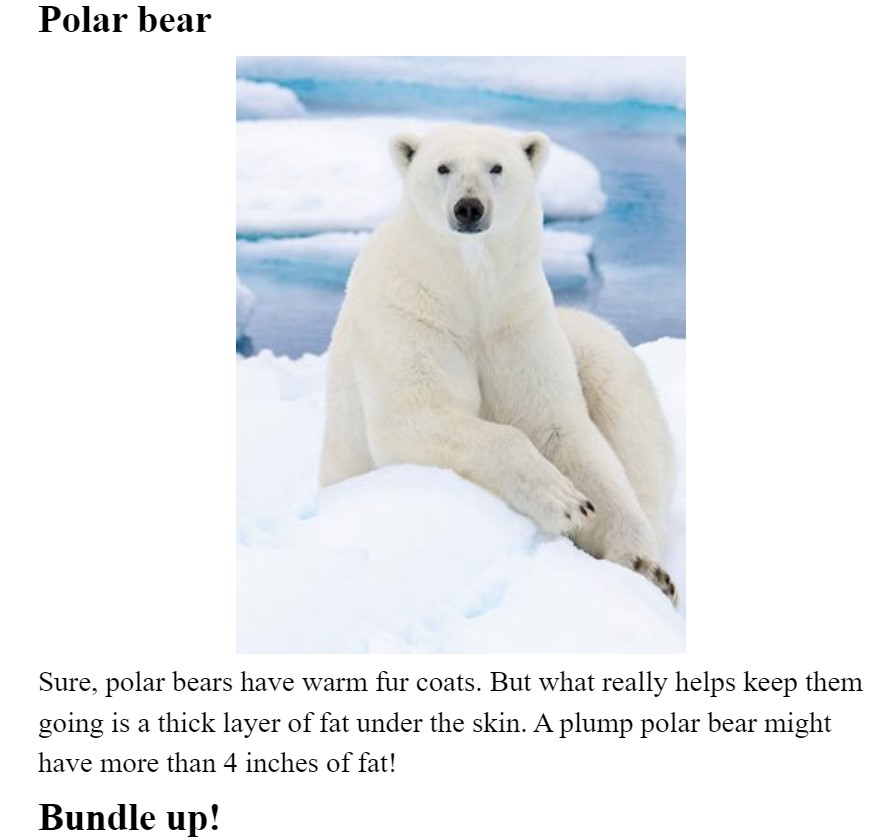 Polar bear
Sure, polar bears have warm fur coats. But what really helps keep them
going is a thick layer of fat under the skin. A plump polar bear might
have more than 4 inches of fat!
Bundle up!